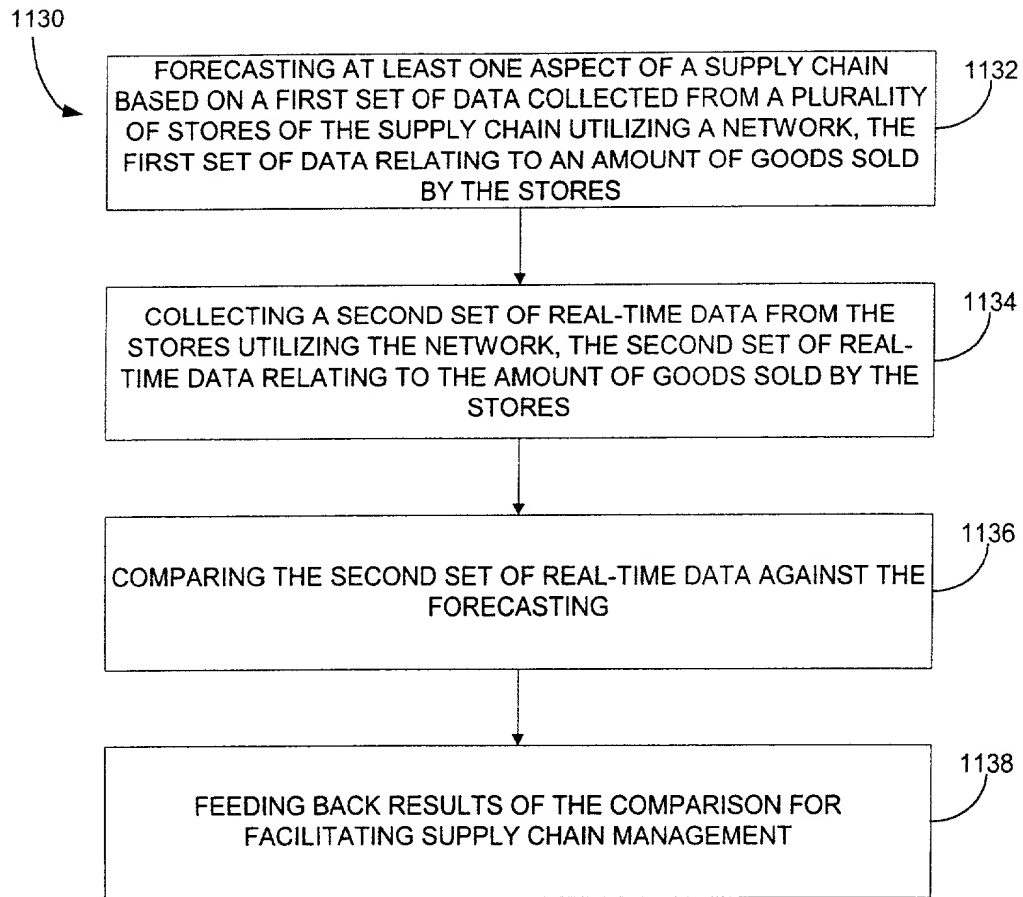 1130
FORECASTING AT LEAST ONE ASPECT OF A SUPPLY CHAIN
BASED ON A FIRST SET OF DATA COLLECTED FROM A PLURALITY
OF STORES OF THE SUPPLY CHAIN UTILIZING A NETWORK, THE
FIRST SET OF DATA RELATING TO AN AMOUNT OF GOODS SOLD
BY THE STORES
1132
COLLECTING A SECOND SET OF REAL-TIME DATA FROM THE
STORES UTILIZING THE NETWORK, THE SECOND SET OF REAL-
TIME DATA RELATING TO THE AMOUNT OF GOODS SOLD BY THE
STORES
1134
COMPARING THE SECOND SET OF REAL-TIME DATA AGAINST THE
FORECASTING
1136
FEEDING BACK RESULTS OF THE COMPARISON FOR
FACILITATING SUPPLY CHAIN MANAGEMENT
1138